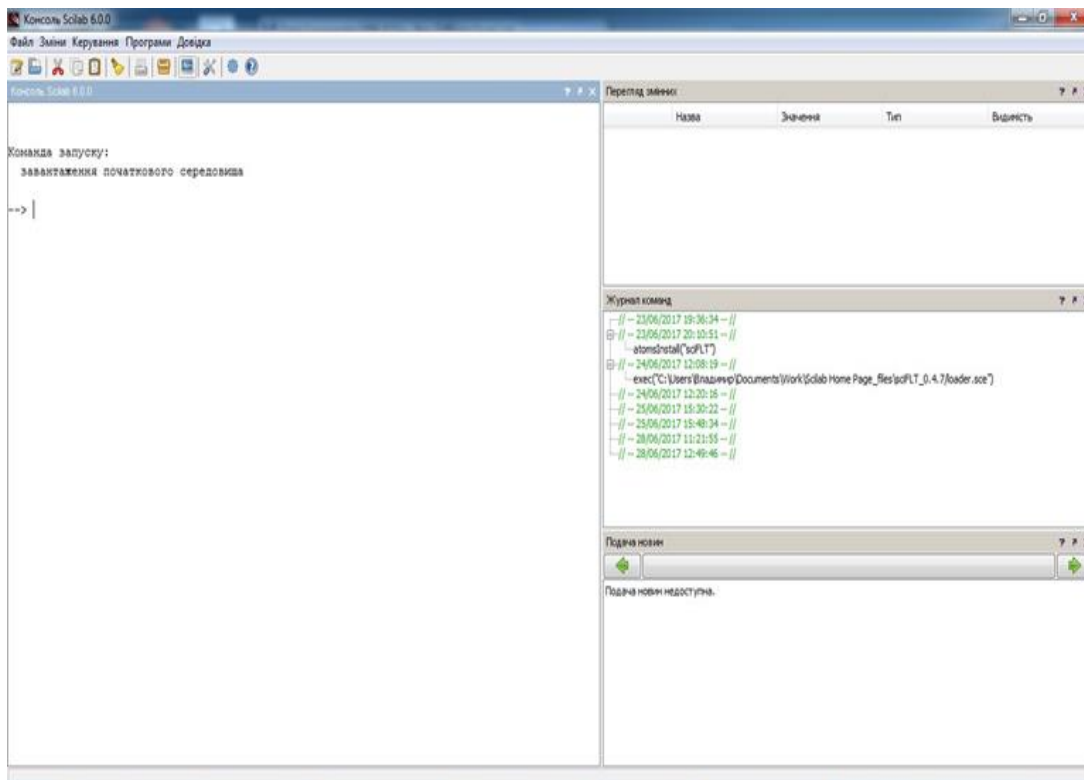 Консоль Scilab 6.0.0
Файл Зміни Керування Програми Довідка
Консоль Scilab 6.0.0
Команда запуску:
завантаження початкового середовища
-->
Перегляд змінних
Назва Значення Тип Видимість
Журнал команд
// -- 23/06/2017 19:36:34 -- //
// -- 23/06/2017 20:10:51 -- //
atomsInstall("sciFLT")
// -- 24/06/2017 12:08:19 -- //
exec("C:\Users\Владимир\Documents\Work\Scilab Home Page_files\sciFLT_0.4.7/loader.sce")
// -- 24/06/2017 12:20:16 -- //
// -- 25/06/2017 15:30:22 -- //
// -- 25/06/2017 15:48:34 -- //
// -- 28/06/2017 11:21:55 -- //
// -- 28/06/2017 12:49:46 -- //
Подача новин
Подача новин недоступна.